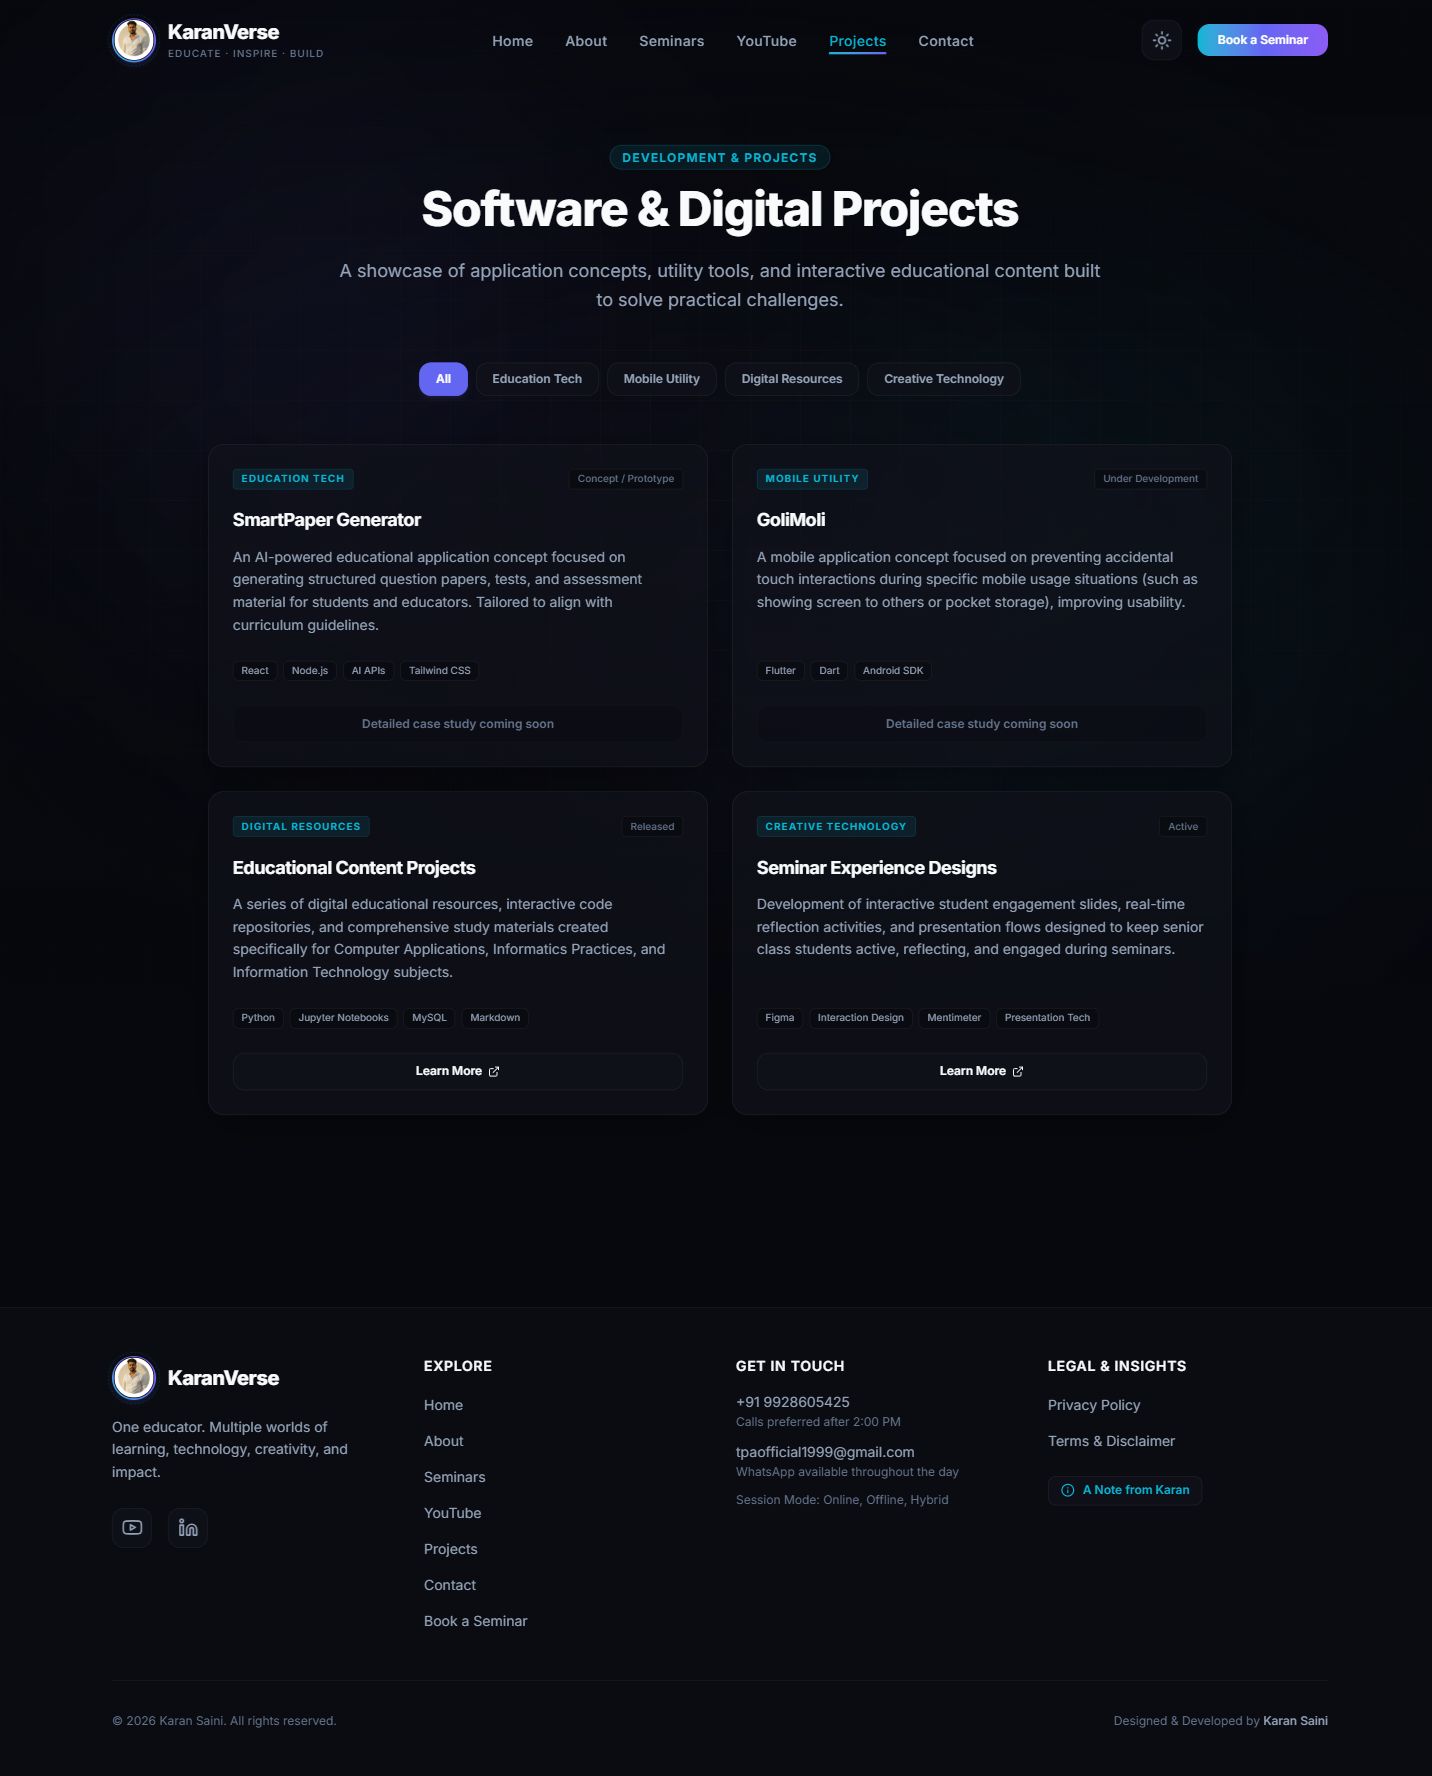 KaranVerse
EDUCATE · INSPIRE · BUILD
Home
About
Seminars
YouTube
Projects
Contact
Book a Seminar
DEVELOPMENT & PROJECTS
Software & Digital Projects
A showcase of application concepts, utility tools, and interactive educational content built
to solve practical challenges.
All
Education Tech
Mobile Utility
Digital Resources
Creative Technology
EDUCATION TECH
Concept / Prototype
SmartPaper Generator
An AI-powered educational application concept focused on
generating structured question papers, tests, and assessment
material for students and educators. Tailored to align with
curriculum guidelines.
React
Node.js
AI APIs
Tailwind CSS
Detailed case study coming soon
MOBILE UTILITY
Under Development
GoliMoli
A mobile application concept focused on preventing accidental
touch interactions during specific mobile usage situations (such as
showing screen to others or pocket storage), improving usability.
Flutter
Dart
Android SDK
Detailed case study coming soon
DIGITAL RESOURCES
Released
Educational Content Projects
A series of digital educational resources, interactive code
repositories, and comprehensive study materials created
specifically for Computer Applications, Informatics Practices, and
Information Technology subjects.
Python
Jupyter Notebooks
MySQL
Markdown
Learn More
CREATIVE TECHNOLOGY
Active
Seminar Experience Designs
Development of interactive student engagement slides, real-time
reflection activities, and presentation flows designed to keep senior
class students active, reflecting, and engaged during seminars.
Figma
Interaction Design
Mentimeter
Presentation Tech
Learn More
KaranVerse
One educator. Multiple worlds of
learning, technology, creativity, and
impact.
EXPLORE
Home
About
Seminars
YouTube
Projects
Contact
Book a Seminar
GET IN TOUCH
+91 9928605425
Calls preferred after 2:00 PM
tpaofficial1999@gmail.com
WhatsApp available throughout the day
Session Mode: Online, Offline, Hybrid
LEGAL & INSIGHTS
Privacy Policy
Terms & Disclaimer
A Note from Karan
© 2026 Karan Saini. All rights reserved.
Designed & Developed by Karan Saini